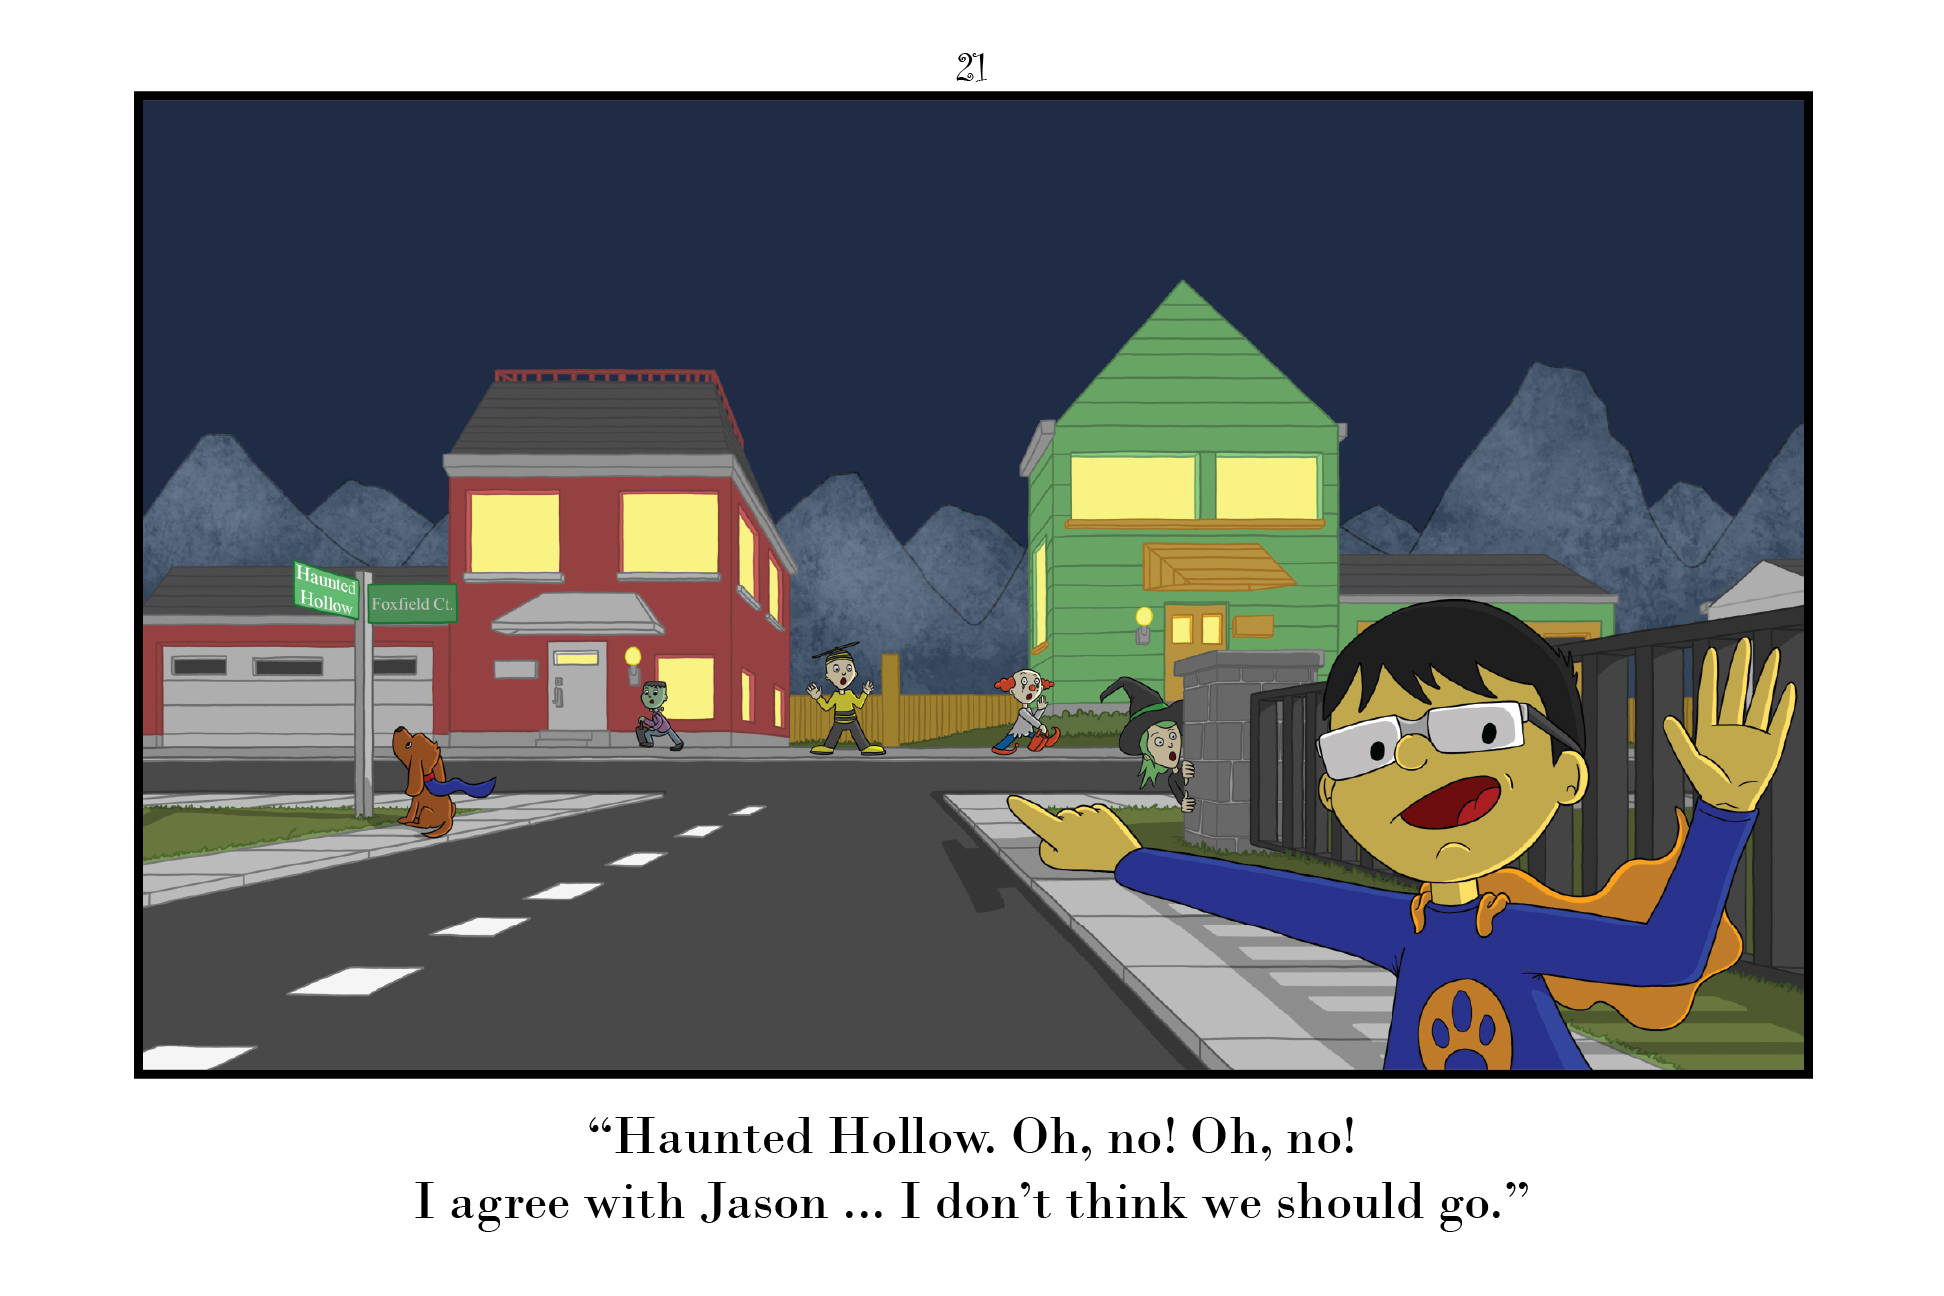 21
Haunted
Hollow
Foxfield Ct.
“Haunted Hollow. Oh, no! Oh, no!
I agree with Jason ... I don’t think we should go.”